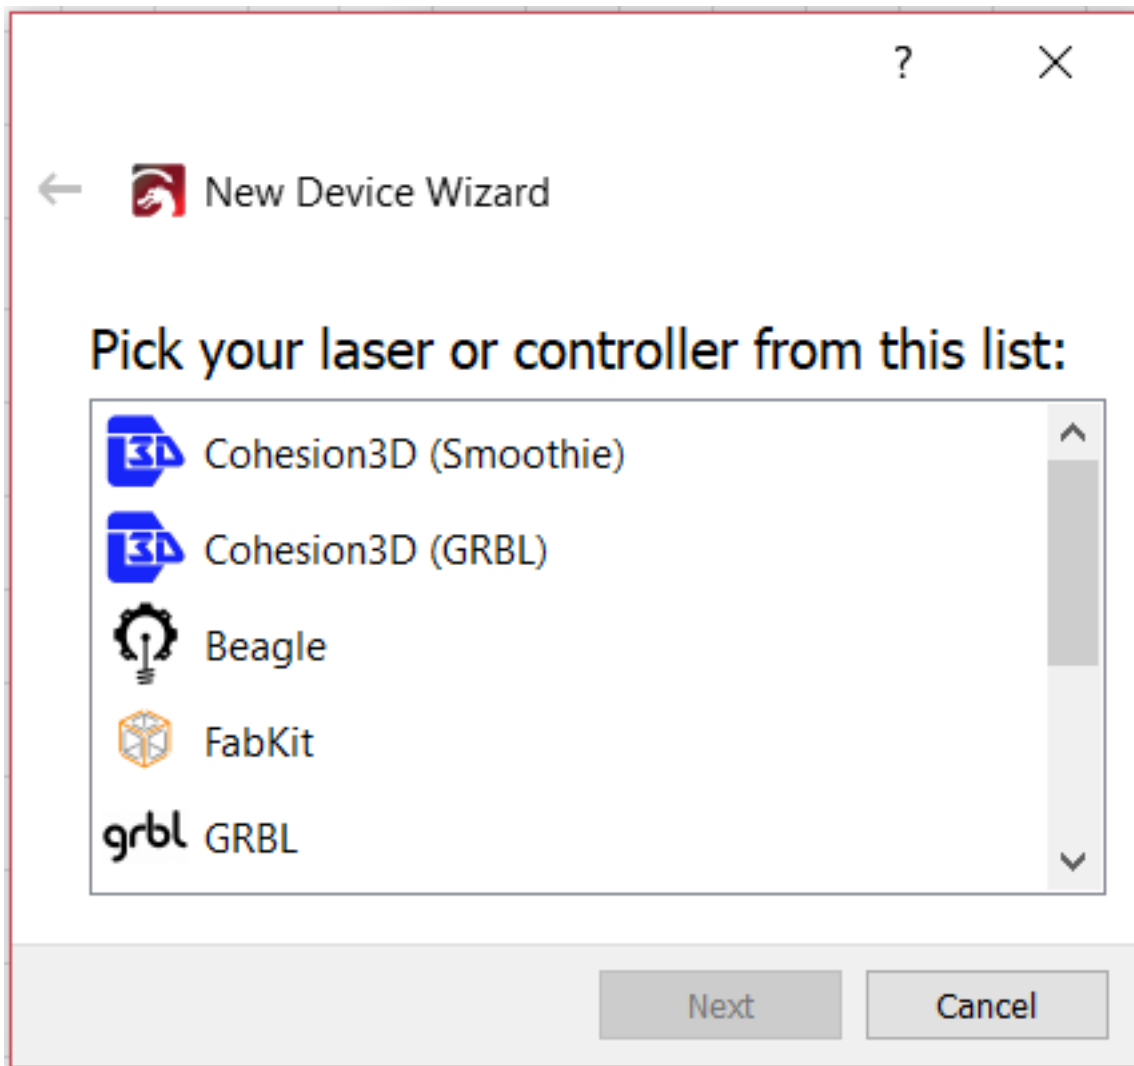 ?
New Device Wizard
Pick your laser or controller from this list:
Cohesion3D (Smoothie)
Cohesion3D (GRBL)
Beagle
FabKit
grbl GRBL
Next Cancel